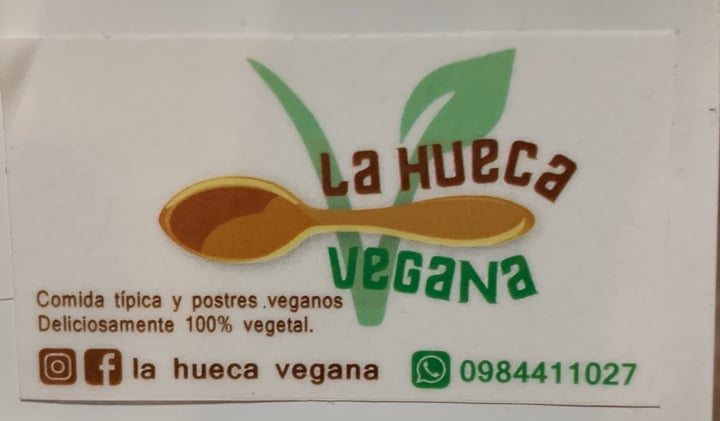 La Hueca
Vegana
Comida típica y postres .veganos
Deliciosamente 100% vegetal.
la hueca vegana
0984411027